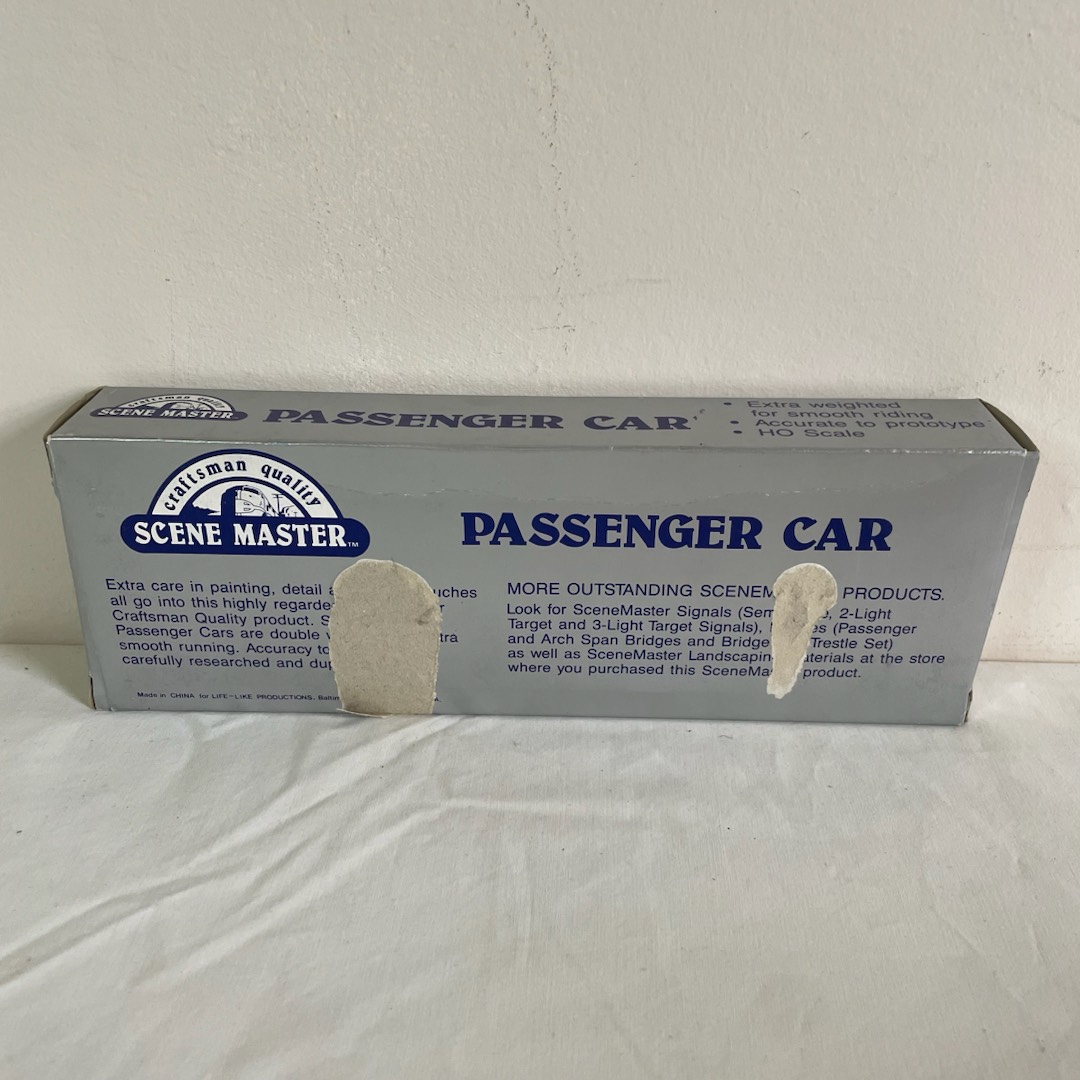 craftsman quality
SCENE MASTER
PASSENGER CAR
• Extra weighted
for smooth riding
• Accurate to prototype
• HO Scale
craftsman quality
SCENE MASTER™
PASSENGER CAR
Extra care in painting, detail
all go into this highly
Craftsman Quality product.
Passenger Cars are double
smooth running. Accuracy to
carefully researched and
Made in CHINA for LIFE-LIKE PRODUCTIONS,
MORE OUTSTANDING PRODUCTS.
Look for SceneMaster Signals 2-Light
Target and 3-Light Target Signals), (Passenger
and Arch Span Bridges and Bridge Trestle Set)
as well as SceneMaster at the store
where you purchased this product.